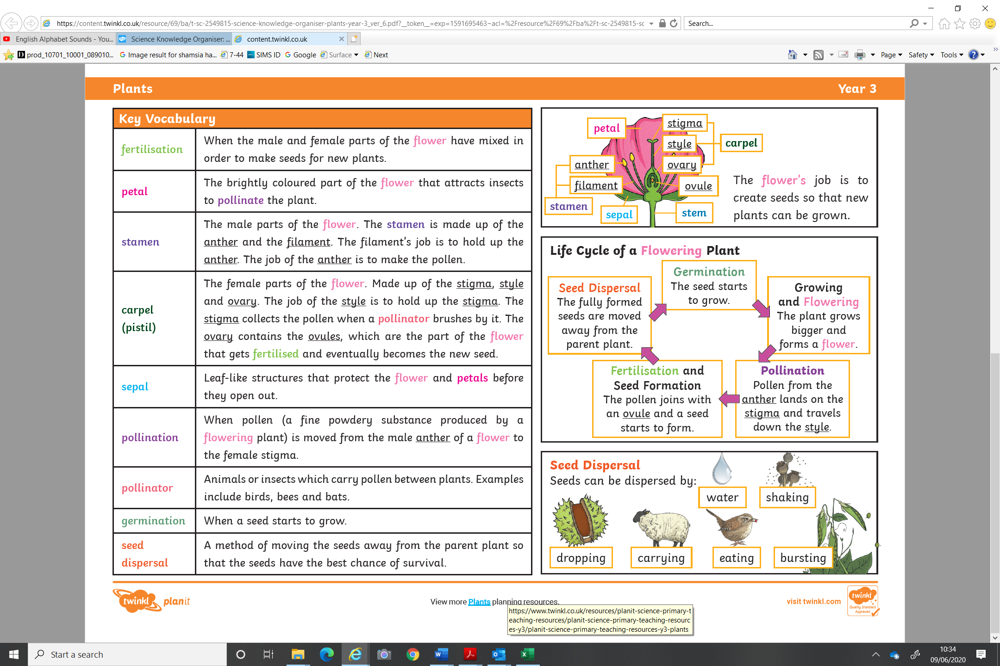 https://content.twinkl.co.uk/resource/69/ba/t-sc-2549815-science-knowledge-organiser-plants-year-3_ver_6.pdf?__token__=exp=1591695463~acl=%2Fresource%2F69%2Fba%2Ft-sc-2549815-sc
Search...
English Alphabet Sounds - You...
Science Knowledge Organiser: ...
content.twinkl.co.uk
prod_10701_10001_089010...
Image result for shamsia ha...
7-44
SIMS ID
Google
Surface
Next
Page
Safety
Tools
Plants
Year 3
Key Vocabulary
fertilisation
When the male and female parts of the flower have mixed in
order to make seeds for new plants.
petal
The brightly coloured part of the flower that attracts insects
to pollinate the plant.
stamen
The male parts of the flower. The stamen is made up of the
anther and the filament. The filament's job is to hold up the
anther. The job of the anther is to make the pollen.
carpel
(pistil)
The female parts of the flower. Made up of the stigma, style
and ovary. The job of the style is to hold up the stigma. The
stigma collects the pollen when a pollinator brushes by it. The
ovary contains the ovules, which are the part of the flower
that gets fertilised and eventually becomes the new seed.
sepal
Leaf-like structures that protect the flower and petals before
they open out.
pollination
When pollen (a fine powdery substance produced by a
flowering plant) is moved from the male anther of a flower to
the female stigma.
pollinator
Animals or insects which carry pollen between plants. Examples
include birds, bees and bats.
germination
When a seed starts to grow.
seed
dispersal
A method of moving the seeds away from the parent plant so
that the seeds have the best chance of survival.
petal
stigma
style
carpel
anther
ovary
filament
ovule
stamen
sepal
stem
The flower's job is to
create seeds so that new
plants can be grown.
Life Cycle of a Flowering Plant
Germination
The seed starts
to grow.
Growing
and Flowering
The plant grows
bigger and
forms a flower.
Pollination
Pollen from the
anther lands on the
stigma and travels
down the style.
Fertilisation and
Seed Formation
The pollen joins with
an ovule and a seed
starts to form.
Seed Dispersal
The fully formed
seeds are moved
away from the
parent plant.
Seed Dispersal
Seeds can be dispersed by:
water
shaking
dropping
carrying
eating
bursting
twinkl planit
View more Plants planning resources.
visit twinkl.com
twinkl
Quality Standard
Approved
https://www.twinkl.co.uk/resources/planit-science-primary-t
eaching-resources/planit-science-primary-teaching-resourc
es-y3/planit-science-primary-teaching-resources-y3-plants
Start a search
10:34
09/06/2020